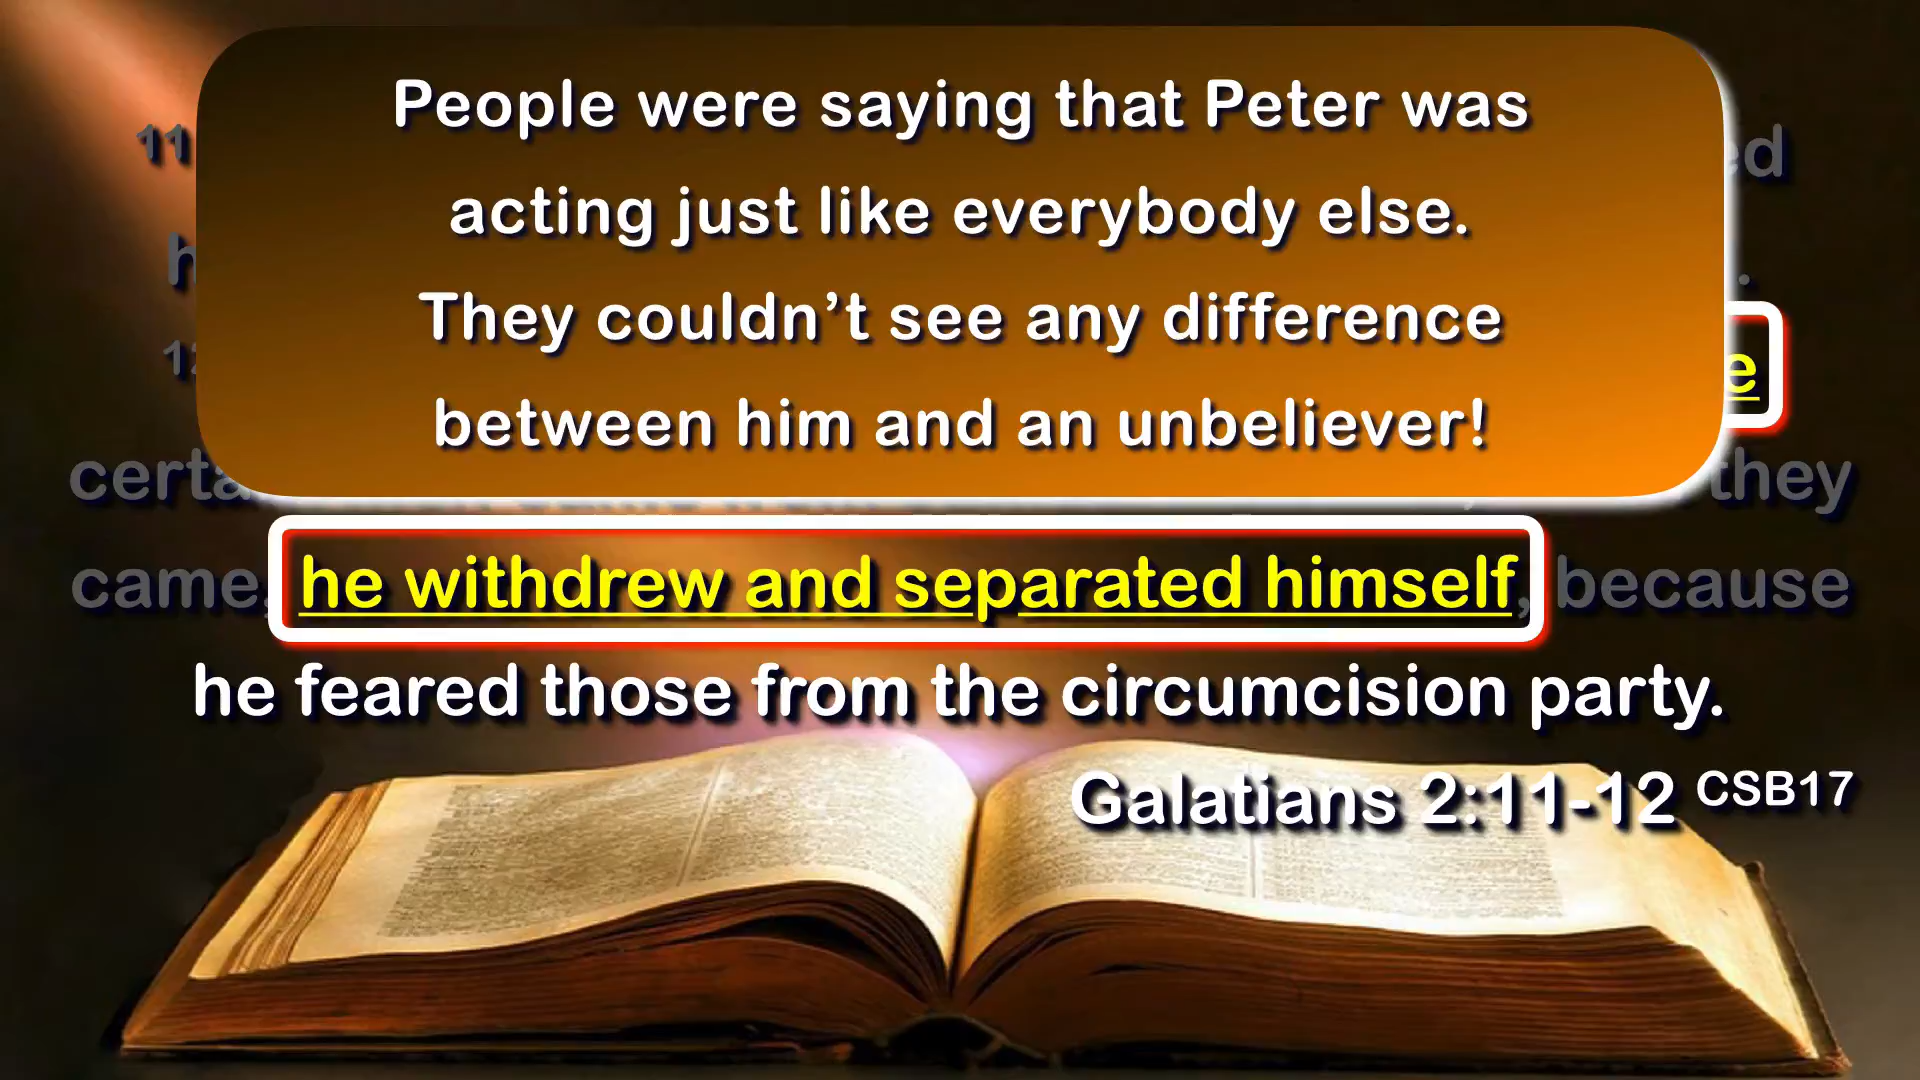 People were saying that Peter was
acting just like everybody else.
They couldn’t see any difference
between him and an unbeliever!
11
they
came, he withdrew and separated himself, because
he feared those from the circumcision party.
Galatians 2:11-12 CSB17